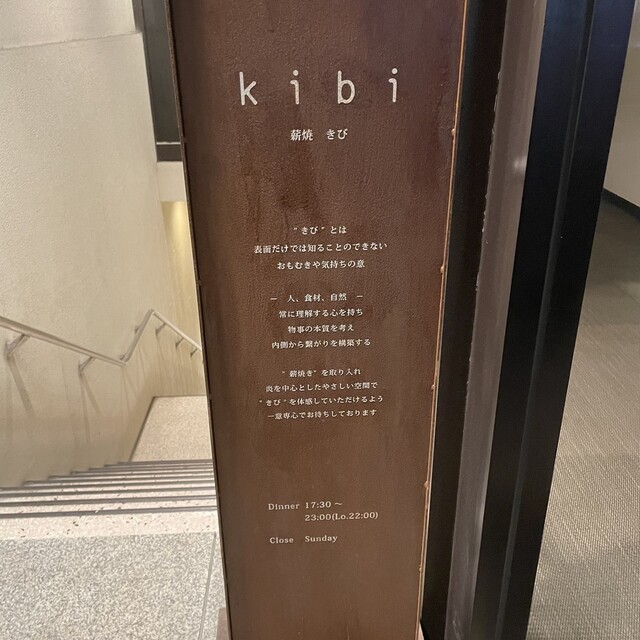 kibi
薪焼 きび
"きび"とは
表面だけでは知ることのできない
おもむきや気持ちの意
－ 人、食材、自然 －
常に理解する心を持ち
物事の本質を考え
内側から繋がりを構築する
"薪焼き"を取り入れ
炎を中心としたやさしい空間で
"きび"を体感していただけるよう
一意専心でお待ちしております
Dinner 17:30 〜
23:00(Lo.22:00)
Close Sunday